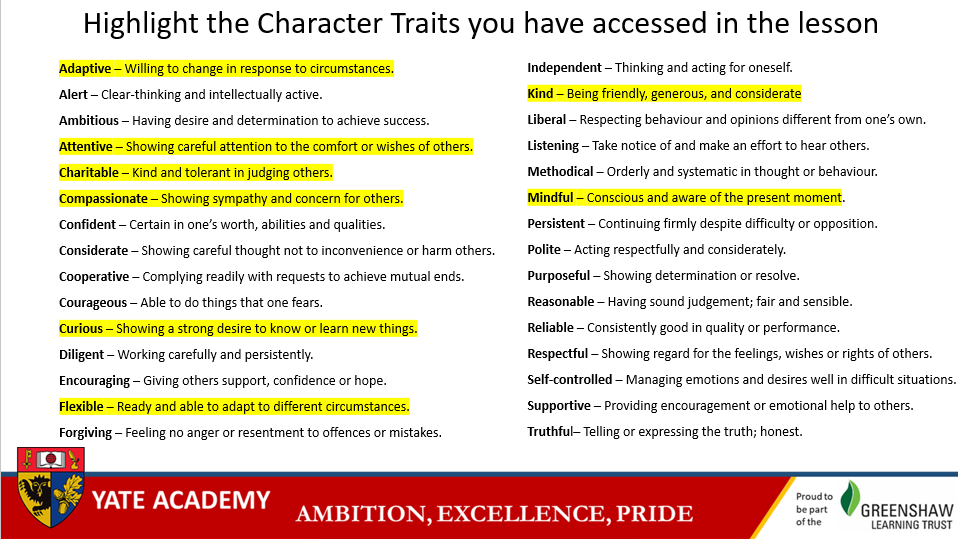 Highlight the Character Traits you have accessed in the lesson
Adaptive – Willing to change in response to circumstances.
Alert – Clear-thinking and intellectually active.
Ambitious – Having desire and determination to achieve success.
Attentive – Showing careful attention to the comfort or wishes of others.
Charitable – Kind and tolerant in judging others.
Compassionate – Showing sympathy and concern for others.
Confident – Certain in one’s worth, abilities and qualities.
Considerate – Showing careful thought not to inconvenience or harm others.
Cooperative – Complying readily with requests to achieve mutual ends.
Courageous – Able to do things that one fears.
Curious – Showing a strong desire to know or learn new things.
Diligent – Working carefully and persistently.
Encouraging – Giving others support, confidence or hope.
Flexible – Ready and able to adapt to different circumstances.
Forgiving – Feeling no anger or resentment to offences or mistakes.
Independent – Thinking and acting for oneself.
Kind – Being friendly, generous, and considerate
Liberal – Respecting behaviour and opinions different from one’s own.
Listening – Take notice of and make an effort to hear others.
Methodical – Orderly and systematic in thought or behaviour.
Mindful – Conscious and aware of the present moment.
Persistent – Continuing firmly despite difficulty or opposition.
Polite – Acting respectfully and considerately.
Purposeful – Showing determination or resolve.
Reasonable – Having sound judgement; fair and sensible.
Reliable – Consistently good in quality or performance.
Respectful – Showing regard for the feelings, wishes or rights of others.
Self-controlled – Managing emotions and desires well in difficult situations.
Supportive – Providing encouragement or emotional help to others.
Truthful– Telling or expressing the truth; honest.
YATE ACADEMY
AMBITION, EXCELLENCE, PRIDE
Proud to
be part
of the
GREENSHAW
LEARNING TRUST